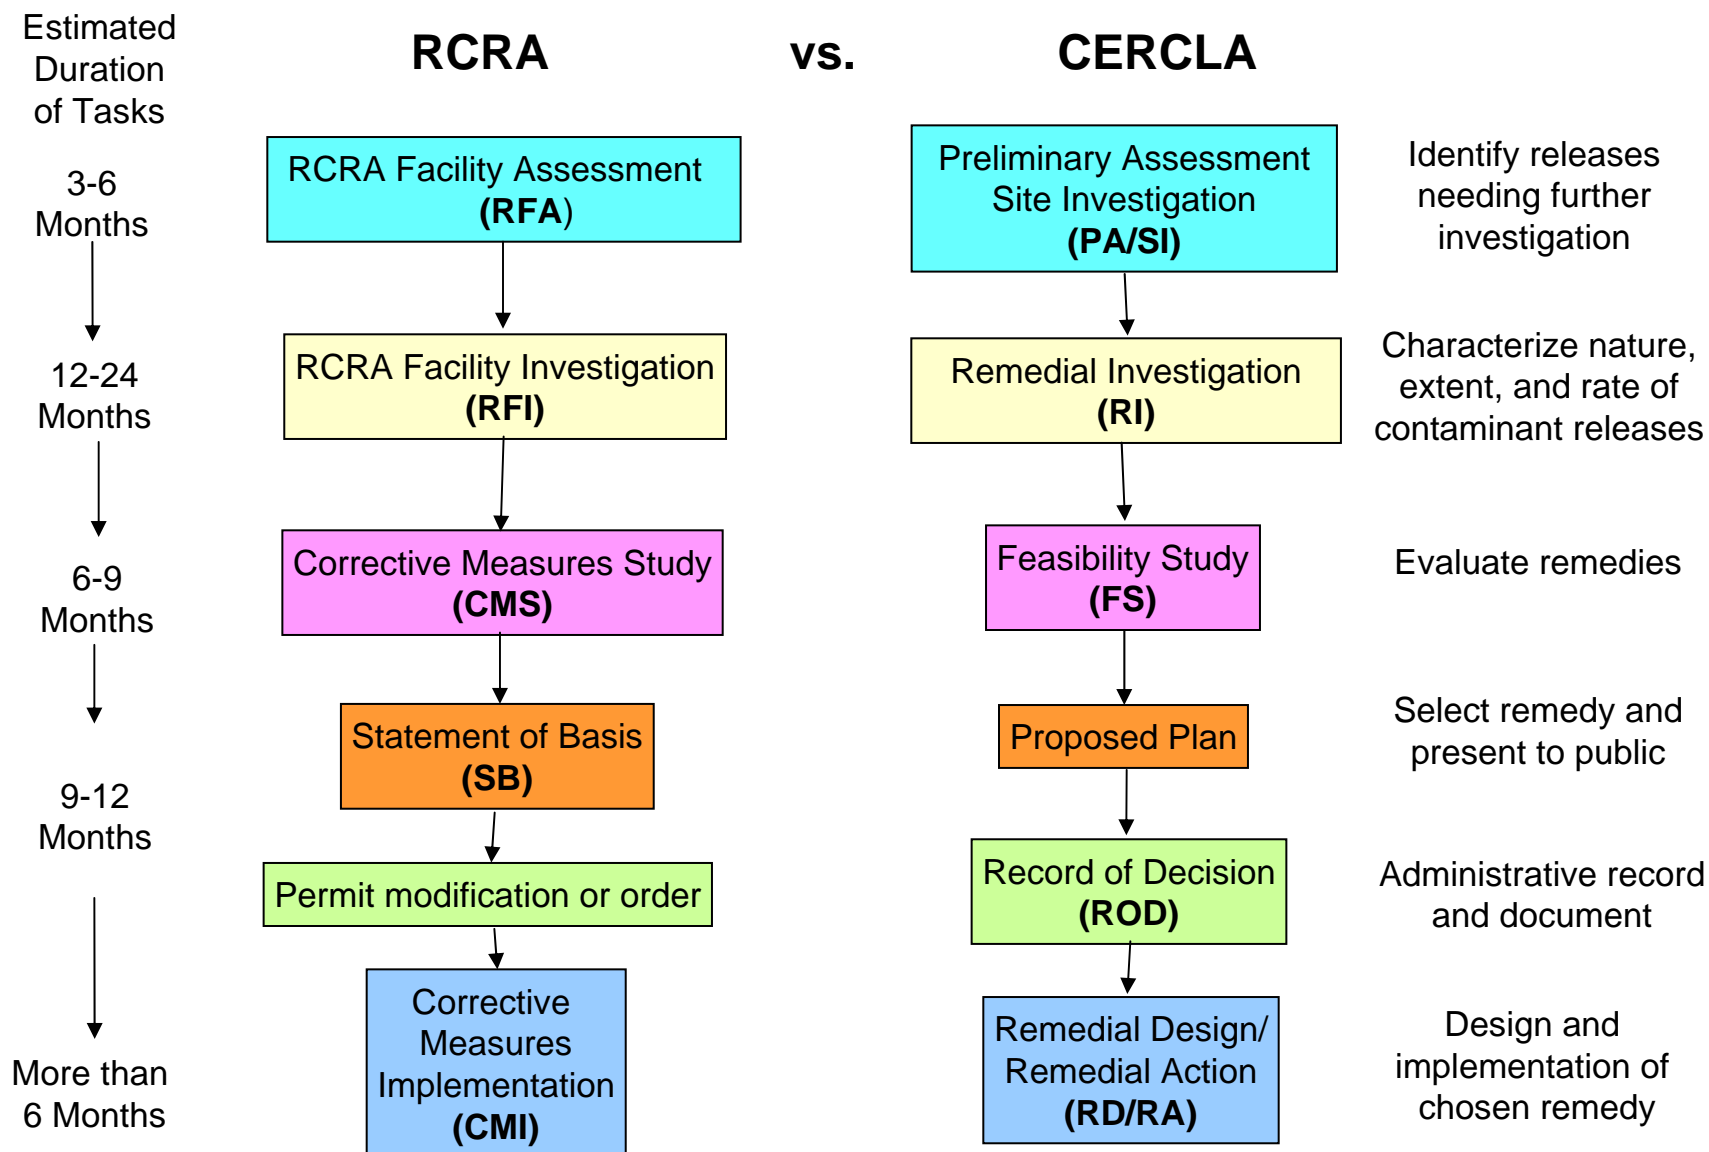 Estimated
Duration
of Tasks
RCRA
vs.
CERCLA
3-6
Months
RCRA Facility Assessment
(RFA)
Preliminary Assessment
Site Investigation
(PA/SI)
Identify releases
needing further
investigation
12-24
Months
RCRA Facility Investigation
(RFI)
Remedial Investigation
(RI)
Characterize nature,
extent, and rate of
contaminant releases
6-9
Months
Corrective Measures Study
(CMS)
Feasibility Study
(FS)
Evaluate remedies
Statement of Basis
(SB)
Proposed Plan
Select remedy and
present to public
9-12
Months
Permit modification or order
Record of Decision
(ROD)
Administrative record
and document
More than
6 Months
Corrective
Measures
Implementation
(CMI)
Remedial Design/
Remedial Action
(RD/RA)
Design and
implementation of
chosen remedy